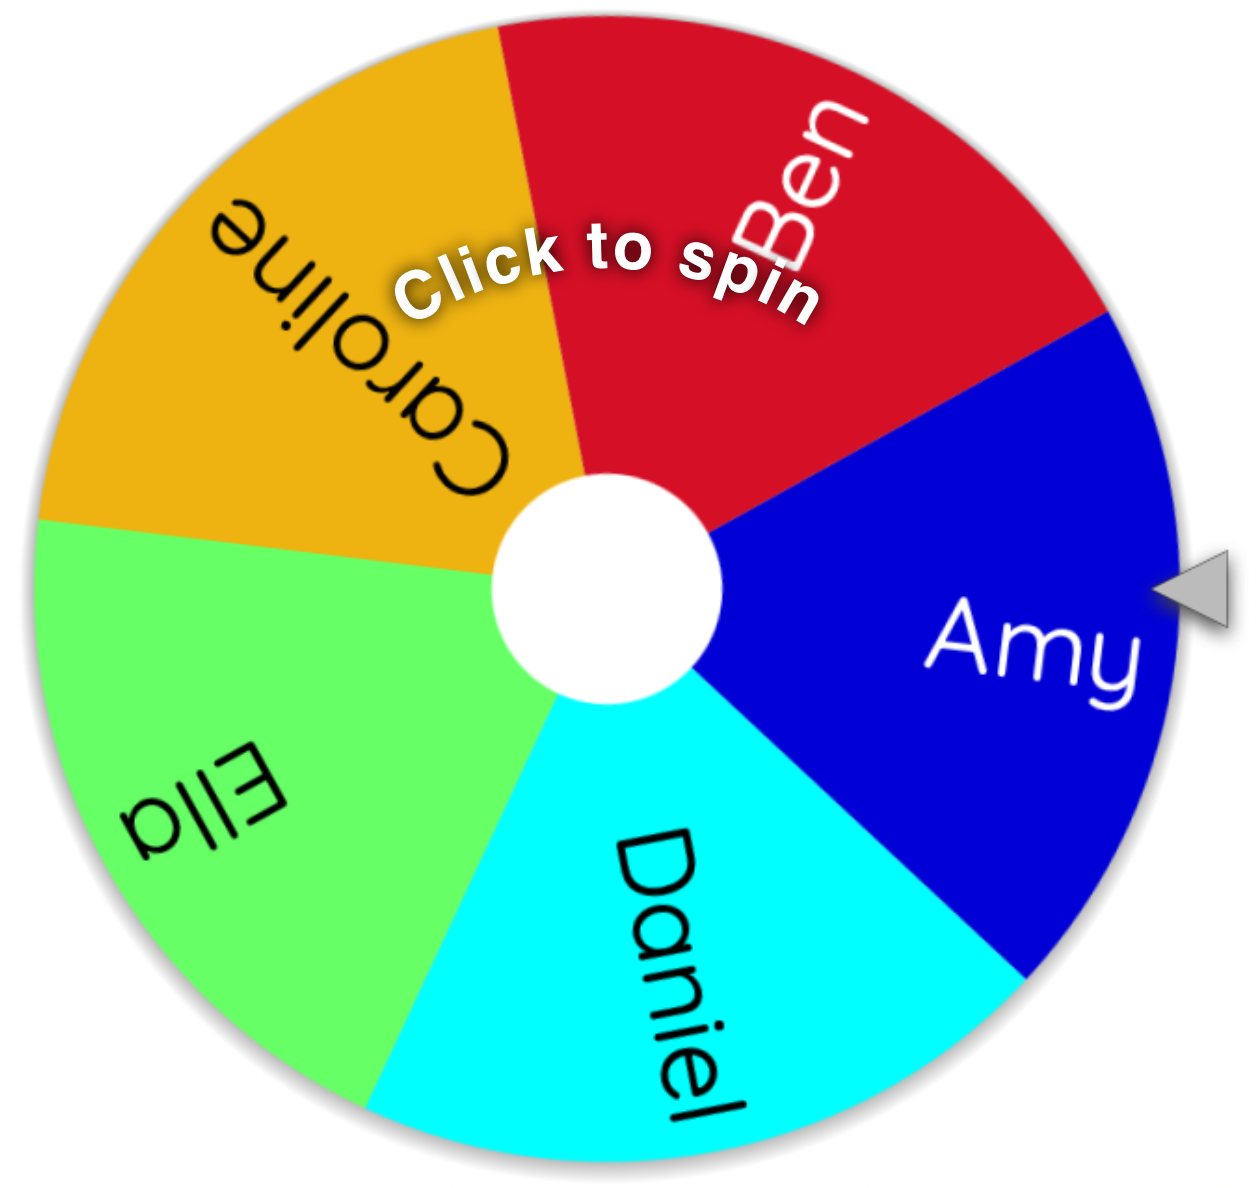 Click to spin
Ben
Amy
Daniel
Ella
Caroline